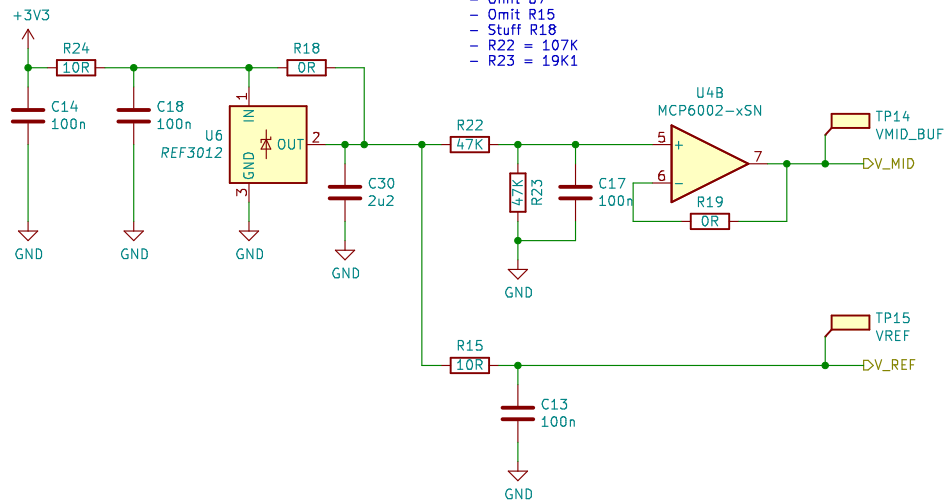 - Omit R15
- Stuff R18
- R22 = 107K
- R23 = 19K1
+3V3
R24
10R
R18
0R
C14
100n
C18
100n
U6
REF3012
1
IN
OUT
2
GND
3
C30
2u2
R22
47K
R23
47K
C17
100n
U4B
MCP6002-xSN
5
+
6
-
7
R19
0R
TP14
VMID_BUF
V_MID
GND
GND
GND
GND
GND
R15
10R
C13
100n
TP15
VREF
V_REF
GND